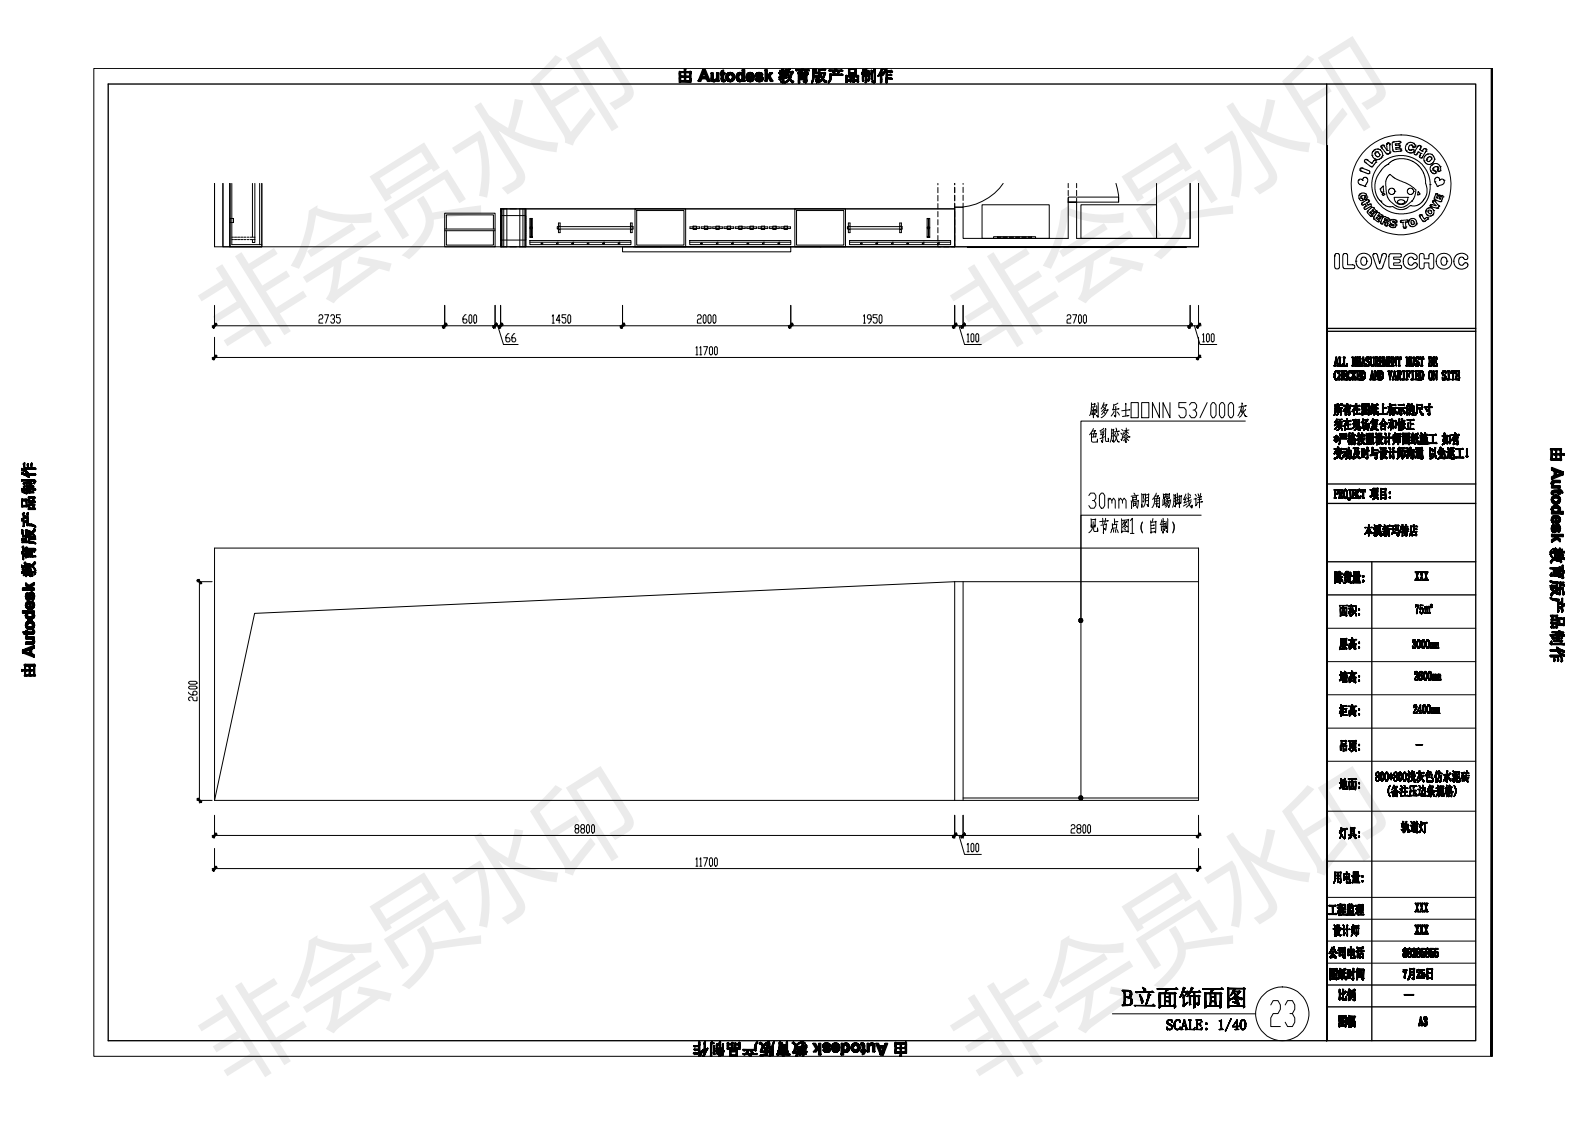 由 Autodesk 教育版产品制作
非会员水印
非会员水印
I LOVE CHOC
CHEERS TO LOVE
ILOVECHOC
2735
600
1450
2000
1950
2700
66
100
100
11700
ALL MEASUREMENT MUST BE
CHECKED AND VARIFIED ON SITE
所有在图纸上标示的尺寸
须在现场复合和修正
*严格按照设计师图纸施工 如有
变动及时与设计师沟通 以免返工!
刷多乐士□□NN 53/000灰
色乳胶漆
30mm高阴角踢脚线详
见节点图1(自制)
PROJECT 项目:
本溪新玛特店
XXX
面积: 75m²
层高: 3000mm
墙高:
柜高: 2400mm
吊顶: —
地面: 800*800浅灰色仿水泥砖
(备注压边条规格)
灯具: 轨道灯
用电量:
工程监理 XXX
设计师 XXX
公司电话
图纸时间 7月25日
比例 —
图幅 A3
2600
8800
100
2800
11700
非会员水印
非会员水印
B立面饰面图
SCALE: 1/40
23
由 Autodesk 教育版产品制作
由 Autodesk 教育版产品制作
由 Autodesk 教育版产品制作